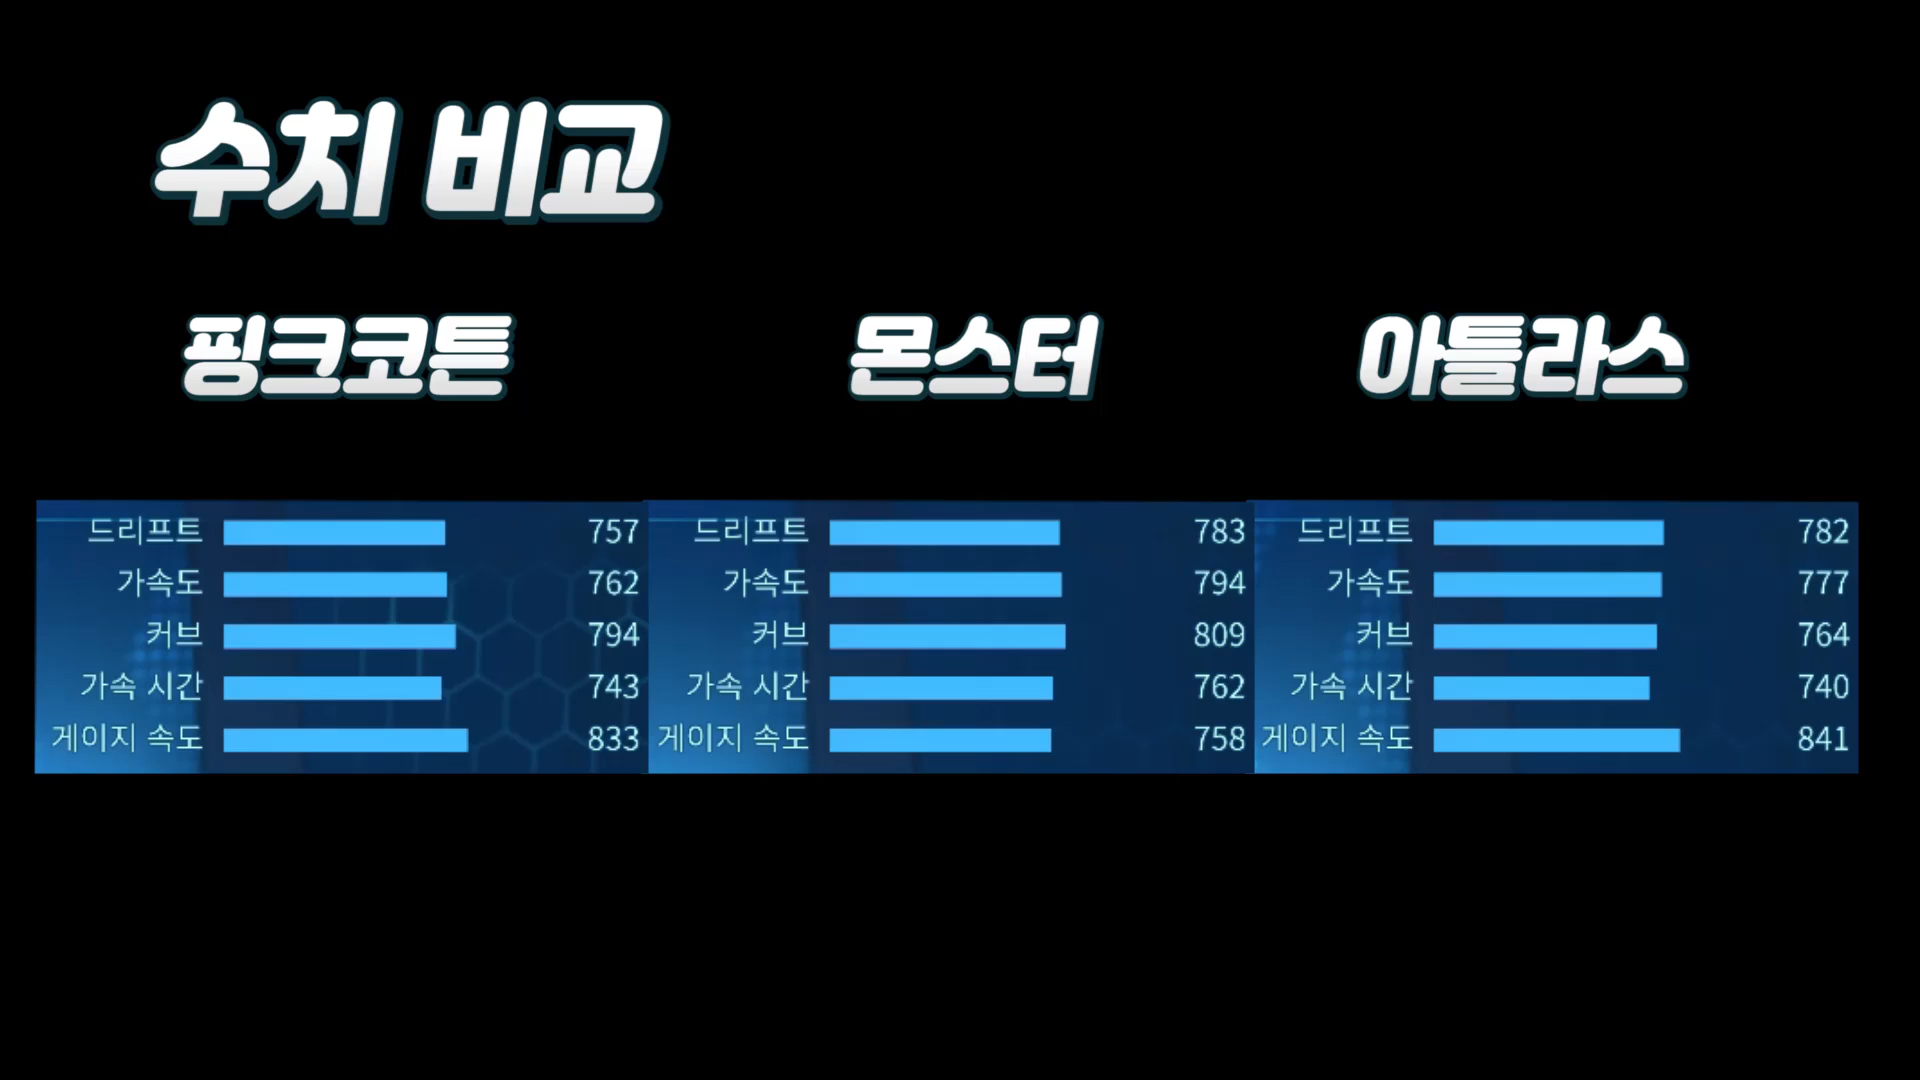 수치 비교
핑크코튼 몬스터 아틀라스
드리프트 757 드리프트 783 드리프트 782
가속도 762 가속도 794 가속도 777
커브 794 커브 809 커브 764
가속 시간 743 가속 시간 762 가속 시간 740
게이지 속도 833 게이지 속도 758 게이지 속도 841